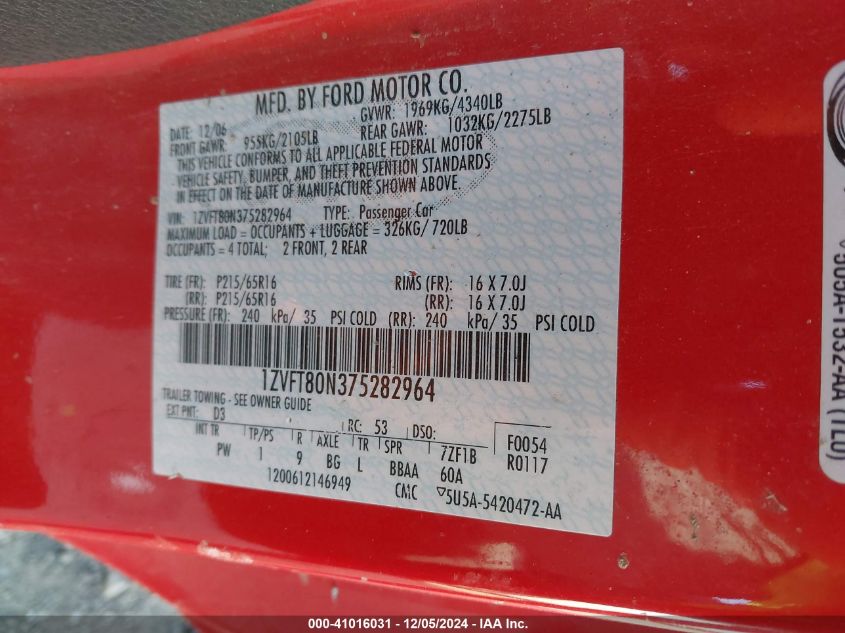 MFD. BY FORD MOTOR CO.
DATE: 12/06 GVWR: 1969KG/4340LB
FRONT GAWR: 955KG/2105LB REAR GAWR: 1032KG/2275LB
THIS VEHICLE CONFORMS TO ALL APPLICABLE FEDERAL MOTOR
VEHICLE SAFETY, BUMPER, AND THEFT PREVENTION STANDARDS
IN EFFECT ON THE DATE OF MANUFACTURE SHOWN ABOVE.
VIN: 1ZVFT80N375282964 TYPE: Passenger Car
MAXIMUM LOAD = OCCUPANTS + LUGGAGE = 326KG/ 720LB
OCCUPANTS = 4 TOTAL; 2 FRONT, 2 REAR
TIRE (FR): P215/65R16 RIMS (FR): 16 X 7.0J
(RR): P215/65R16 (RR): 16 X 7.0J
PRESSURE (FR): 240 kPa/ 35 PSI COLD (RR): 240 kPa/ 35 PSI COLD
1ZVFT80N375282964
TRAILER TOWING - SEE OWNER GUIDE
EXT PNT: D3 RC: 53 DSO: F0054
INT TR TP/PS R AXLE TR SPR 7ZF1B R0117
PW 1 9 BG L BBAA 60A
1200612146949 CMC ▽5U5A-5420472-AA
5U5A-1532-AA (TLU)
000-41016031 - 12/05/2024 - IAA Inc.